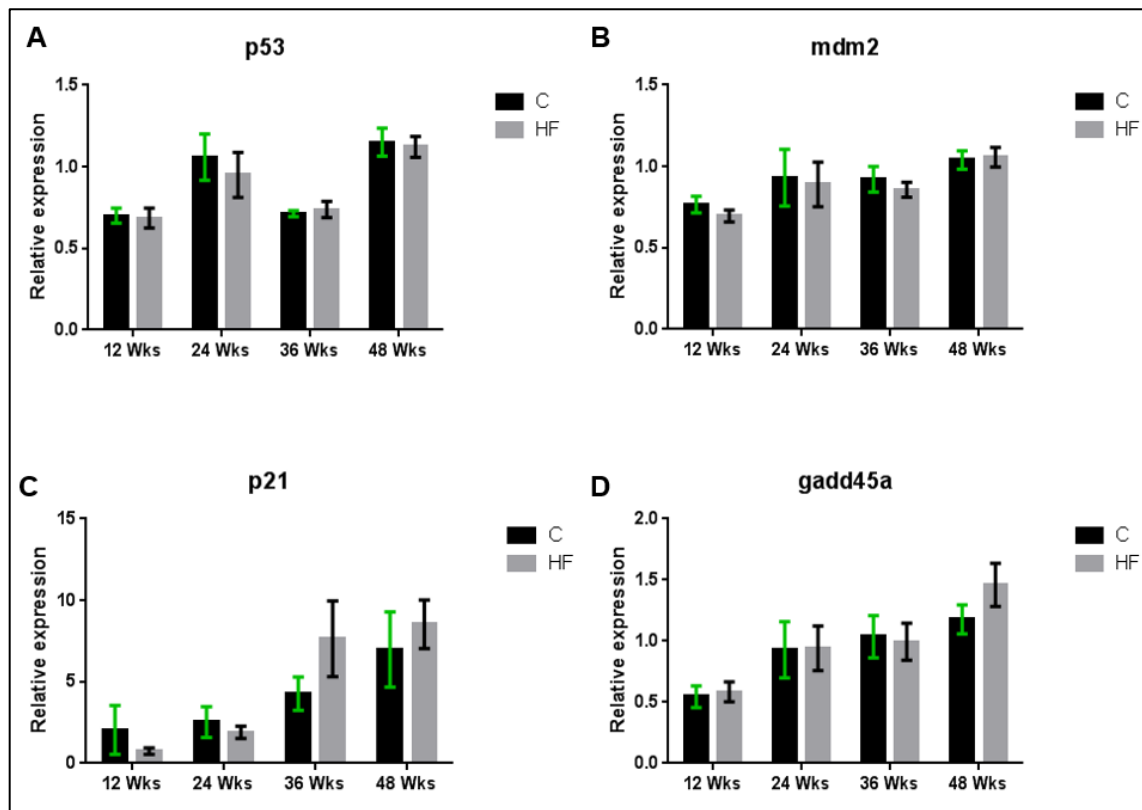 A
p53
1.5
1.0
0.5
0.0
Relative expression
12 Wks 24 Wks 36 Wks 48 Wks
C
HF
B
mdm2
1.5
1.0
0.5
0.0
Relative expression
12 Wks 24 Wks 36 Wks 48 Wks
C
HF
C
p21
15
10
5
0
Relative expression
12 Wks 24 Wks 36 Wks 48 Wks
C
HF
D
gadd45a
2.0
1.5
1.0
0.5
0.0
Relative expression
12 Wks 24 Wks 36 Wks 48 Wks
C
HF